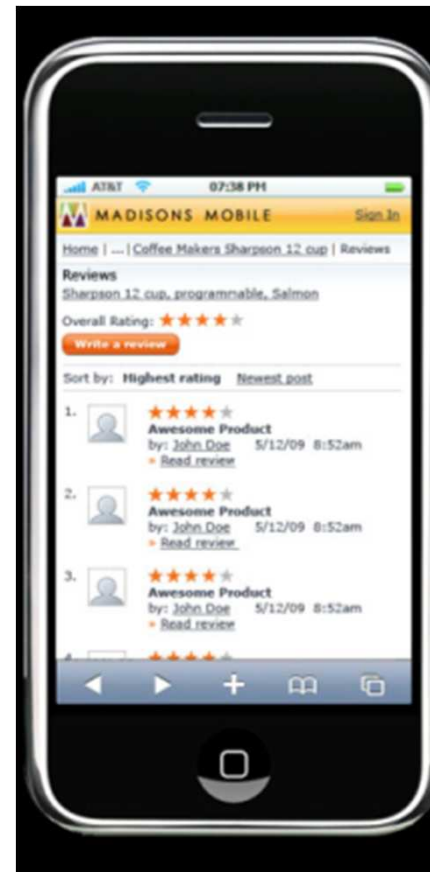 AT&T 07:38 PM
MADISONS MOBILE Sign In
Home | ... | Coffee Makers Sharpson 12 cup | Reviews
Reviews
Sharpson 12 cup, programmable, Salmon
Overall Rating:
Write a review
Sort by: Highest rating Newest post
1.
Awesome Product
by: John Doe 5/12/09 8:52am
» Read review
2.
Awesome Product
by: John Doe 5/12/09 8:52am
» Read review
3.
Awesome Product
by: John Doe 5/12/09 8:52am
» Read review